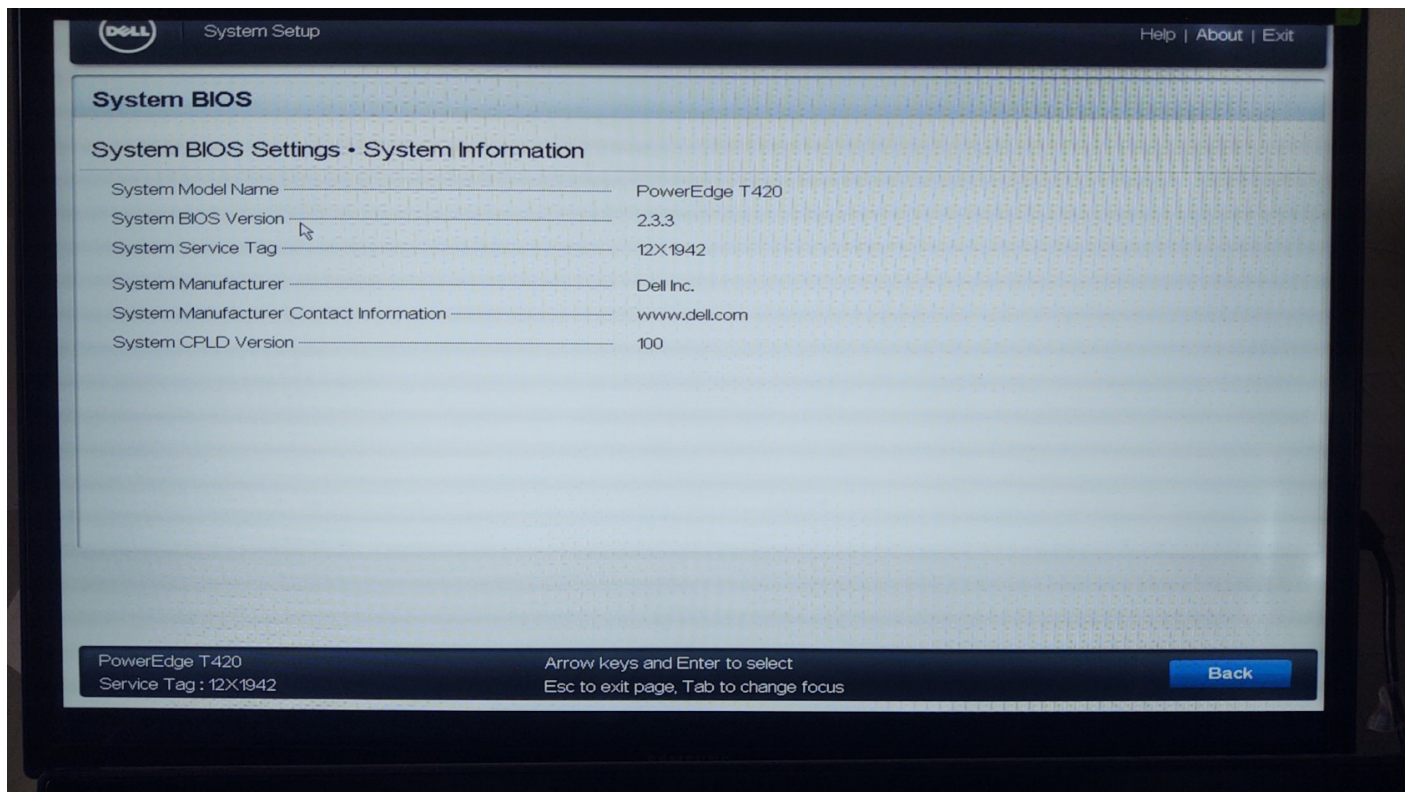 DELL System Setup Help | About | Exit
System BIOS
System BIOS Settings • System Information
System Model Name PowerEdge T420
System BIOS Version 2.3.3
System Service Tag 12X1942
System Manufacturer Dell Inc.
System Manufacturer Contact Information www.dell.com
System CPLD Version 100
PowerEdge T420 Arrow keys and Enter to select
Service Tag : 12X1942 Esc to exit page, Tab to change focus
Back